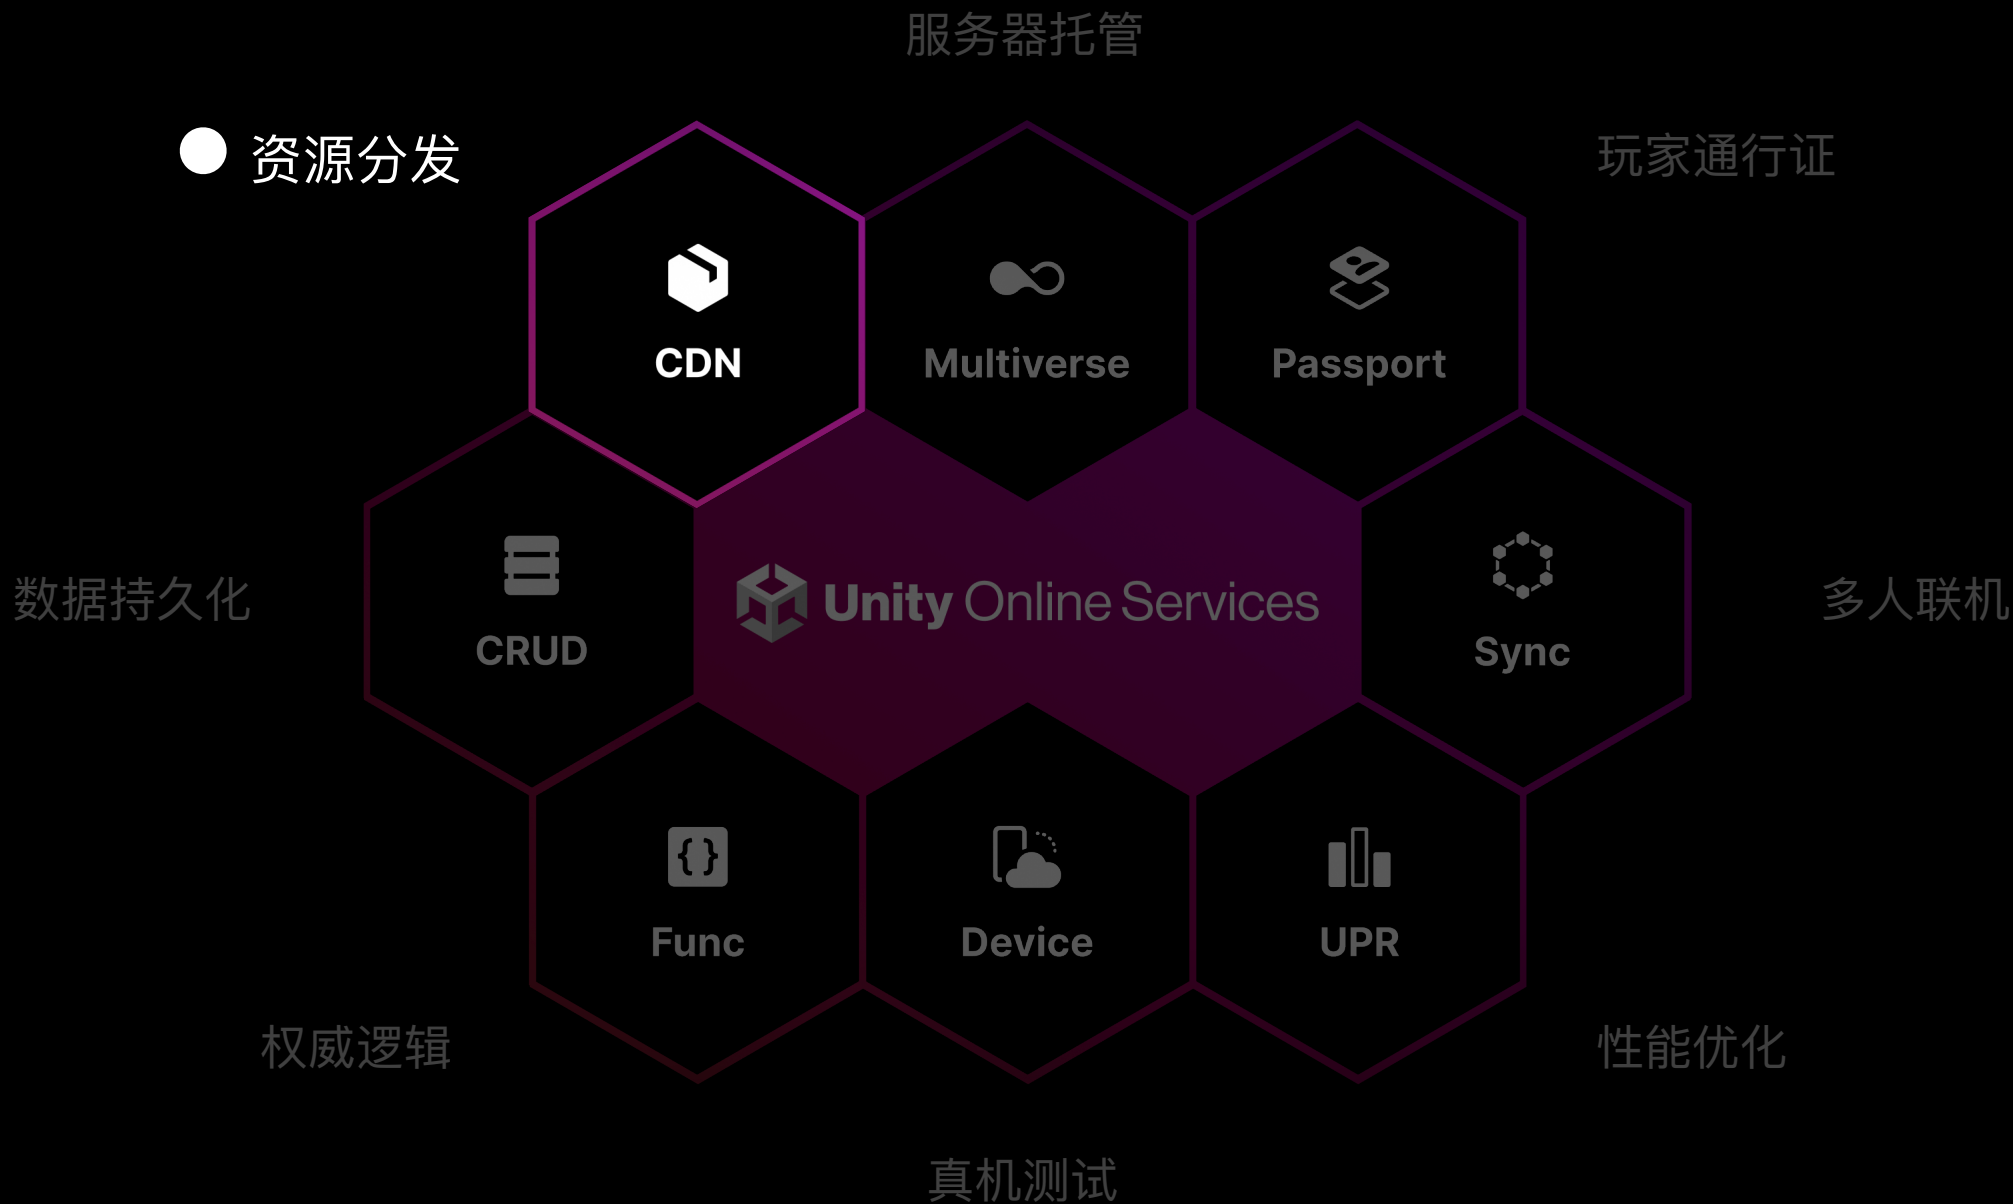 服务器托管
资源分发
玩家通行证
CDN
Multiverse
Passport
数据持久化
CRUD
Unity Online Services
Sync
多人联机
Func
Device
UPR
权威逻辑
性能优化
真机测试